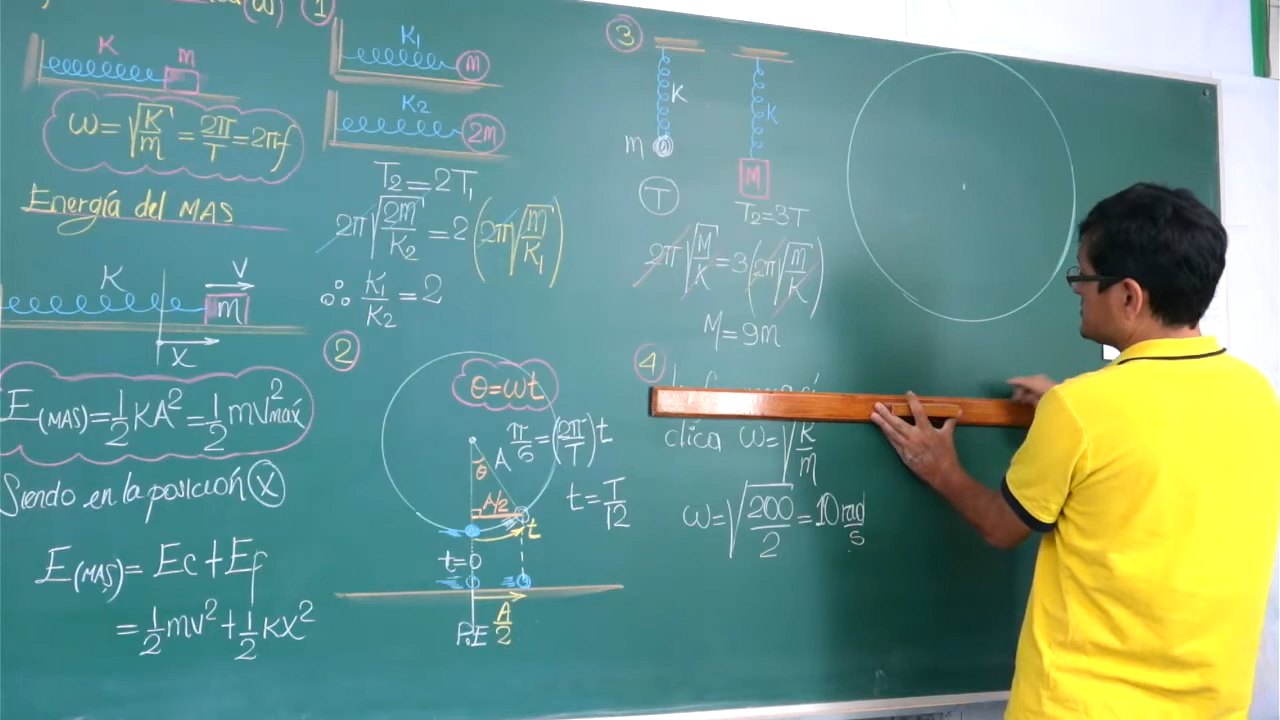 (ω)
K
m
ω=√(K/m)=2π/T=2πf
Energía del MAS
K
V
m
X
E(MAS)=1/2KA²=1/2mv²máx
Siendo en la posición (X)
E(MAS)=Ec+Ef
=1/2mv²+1/2KX²
1
K1
m
K2
2m
T2=2T1
2π√(2m/K2)=2(2π√(m/K1))
∴ K1/K2=2
2
θ=ωt
π/6=(2π/T)t
A
θ
A/2
t
t=T/12
t=0
A/2
P.E
3
K
m
K
M
T
T2=3T
2π√(M/K)=3(2π√(m/K))
M=9m
4
clica ω=√(K/m)
ω=√(200/2)=10 rad/s